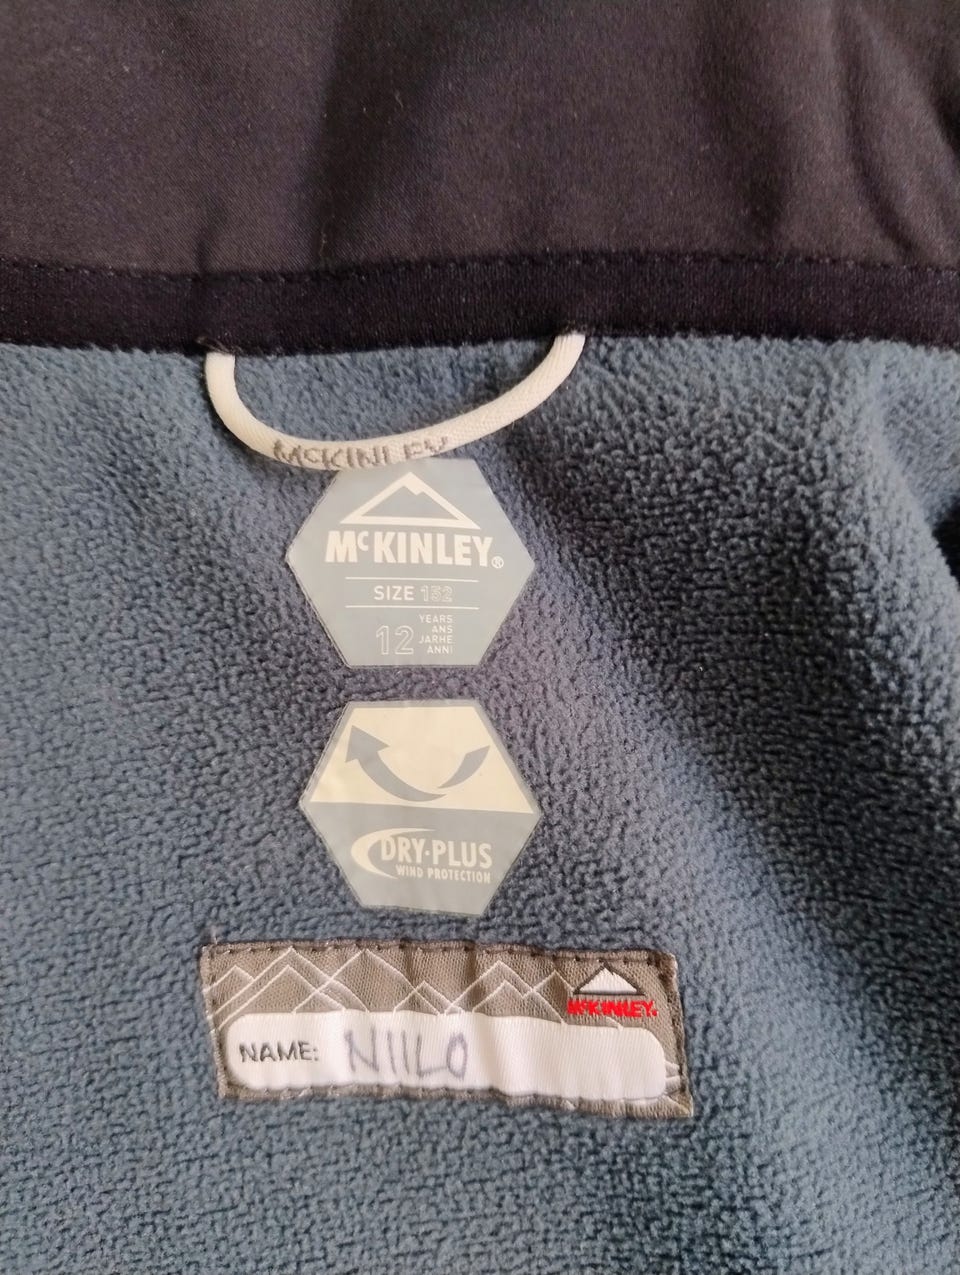 McKINLEY
McKINLEY®
SIZE 152
12 YEARS
ANS
JARHE
ANNI
DRY·PLUS
WIND PROTECTION
McKINLEY®
NAME: NIILO